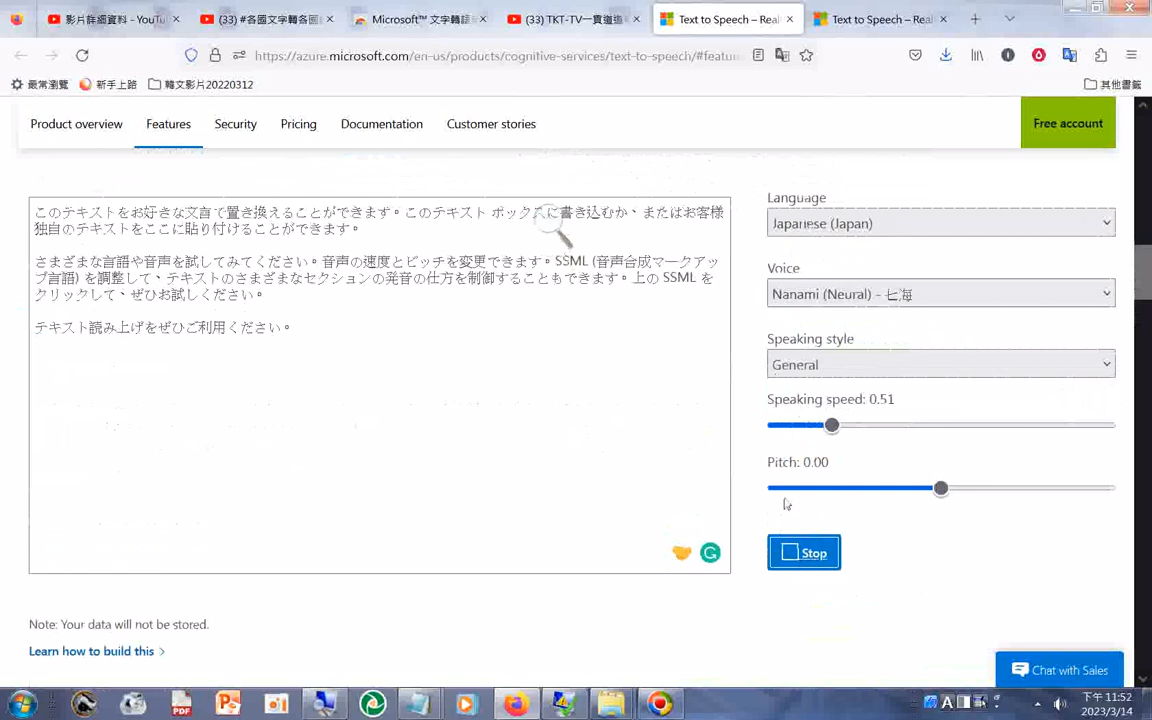 影片詳細資料 - YouTu
(33) #各國文字轉各國
Microsoft™ 文字轉語
(33) TKT-TV一貫道道
Text to Speech – Real
Text to Speech – Real
https://azure.microsoft.com/en-us/products/cognitive-services/text-to-speech/#featur
最常瀏覽
新手上路
韓文影片20220312
其他書籤
Product overview
Features
Security
Pricing
Documentation
Customer stories
Free account
このテキストをお好きな文言で置き換えることができます。このテキスト ボックスに書き込むか、またはお客様
独自のテキストをここに貼り付けることができます。
さまざまな言語や音声を試してみてください。音声の速度とピッチを変更できます。SSML (音声合成マークアッ
プ言語) を調整して、テキストのさまざまなセクションの発音の仕方を制御することもできます。上の SSML を
クリックして、ぜひお試しください。
テキスト読み上げをぜひご利用ください。
Language
Japanese (Japan)
Voice
Nanami (Neural) - 七海
Speaking style
General
Speaking speed: 0.51
Pitch: 0.00
Stop
Note: Your data will not be stored.
Learn how to build this
Chat with Sales
下午 11:52
2023/3/14